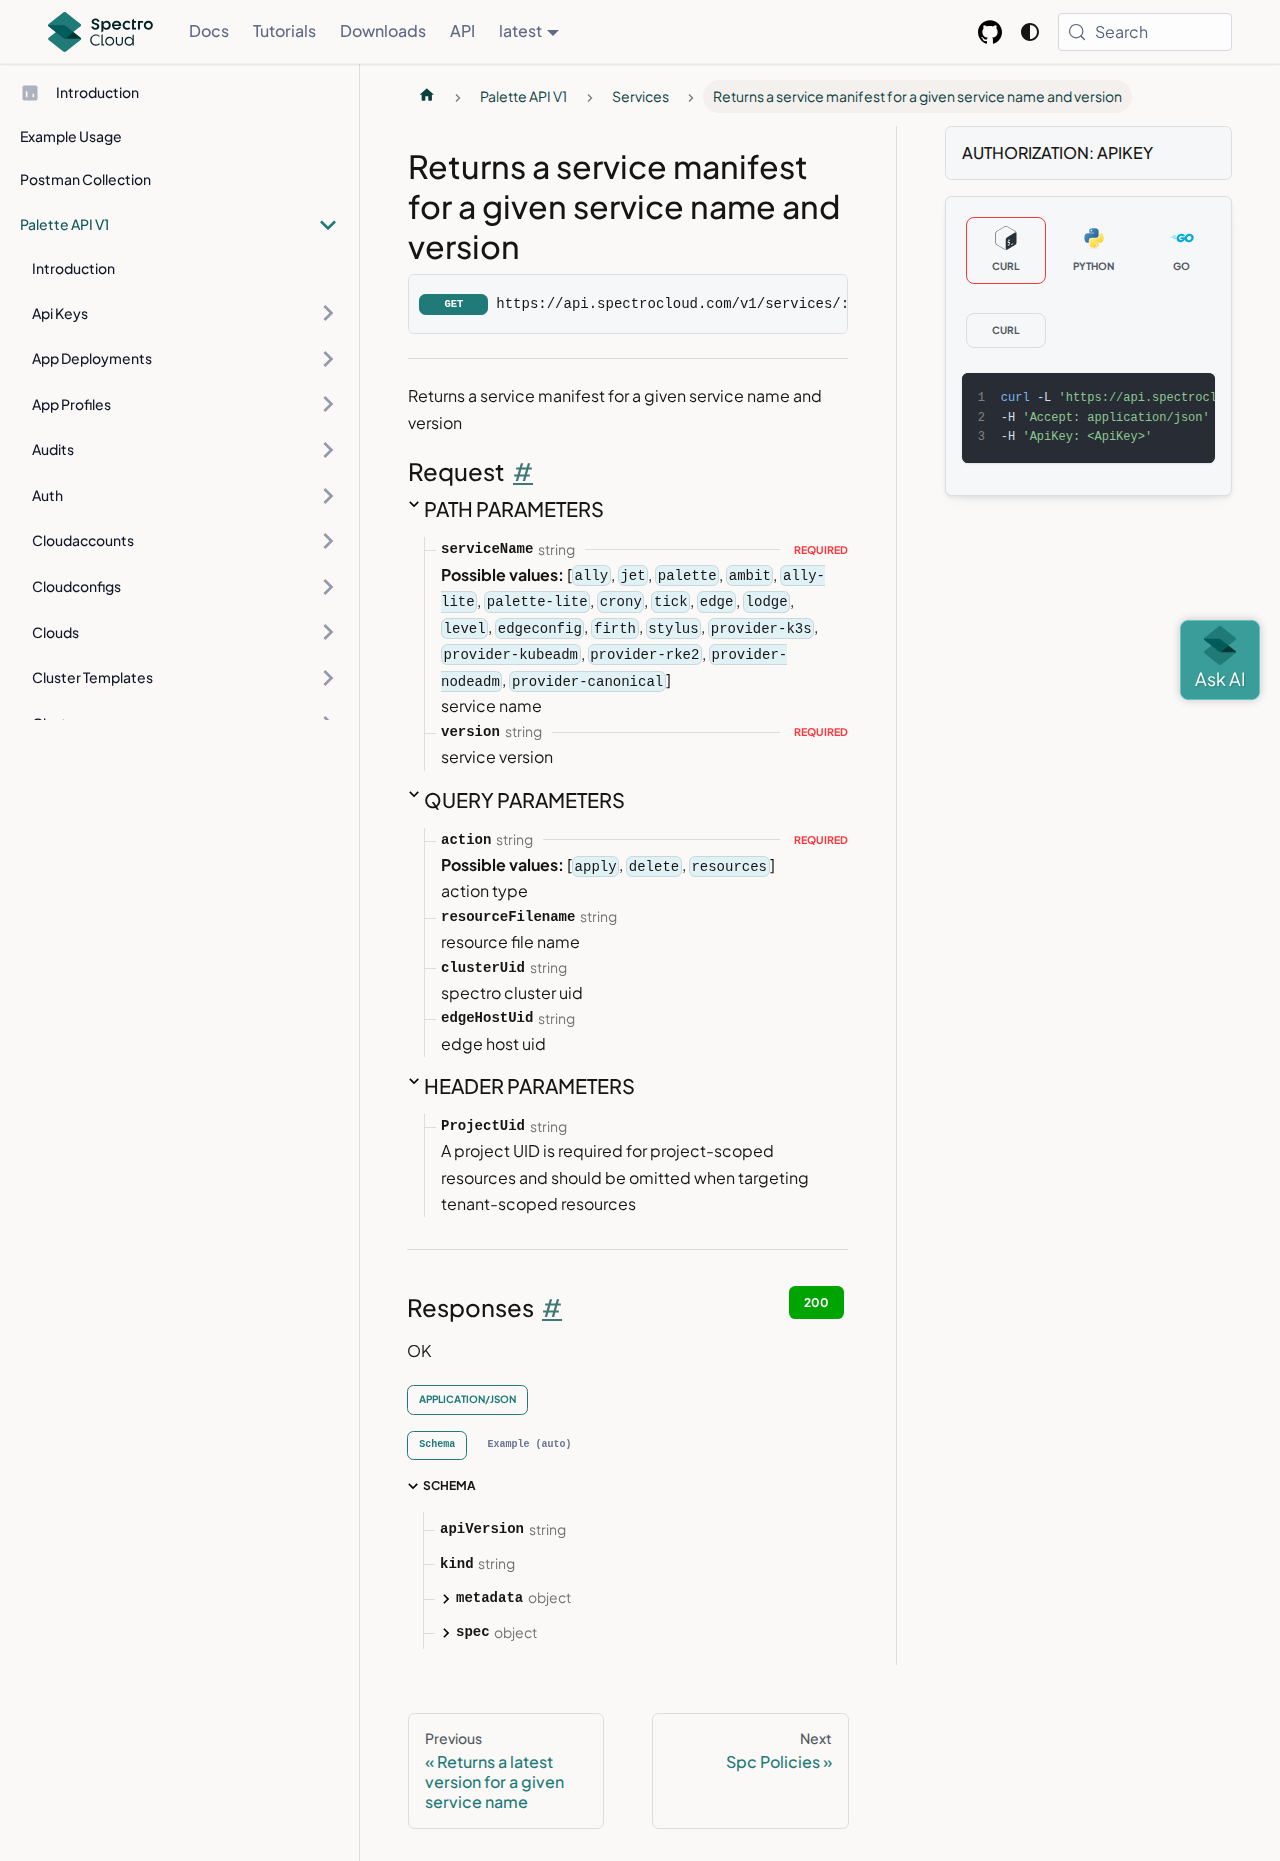 Spectro Cloud
Docs
Tutorials
Downloads
API
latest
Search
Introduction
Example Usage
Postman Collection
Palette API V1
Introduction
Api Keys
App Deployments
App Profiles
Audits
Auth
Cloudaccounts
Cloudconfigs
Clouds
Cluster Templates
Palette API V1
Services
Returns a service manifest for a given service name and version
Returns a service manifest
for a given service name and
version
GET https://api.spectrocloud.com/v1/services/:
Returns a service manifest for a given service name and
version
Request #
PATH PARAMETERS
serviceName string REQUIRED
Possible values: [ally, jet, palette, ambit, ally-
lite, palette-lite, crony, tick, edge, lodge,
level, edgeconfig, firth, stylus, provider-k3s,
provider-kubeadm, provider-rke2, provider-
nodeadm, provider-canonical]
service name
version string REQUIRED
service version
QUERY PARAMETERS
action string REQUIRED
Possible values: [apply, delete, resources]
action type
resourceFilename string
resource file name
clusterUid string
spectro cluster uid
edgeHostUid string
edge host uid
HEADER PARAMETERS
ProjectUid string
A project UID is required for project-scoped
resources and should be omitted when targeting
tenant-scoped resources
Responses #
200
OK
APPLICATION/JSON
Schema
Example (auto)
SCHEMA
apiVersion string
kind string
metadata object
spec object
Previous
« Returns a latest
version for a given
service name
Next
Spc Policies »
AUTHORIZATION: APIKEY
CURL
PYTHON
GO
CURL
1 curl -L 'https://api.spectrocl
2 -H 'Accept: application/json'
3 -H 'ApiKey: <ApiKey>'
Ask AI